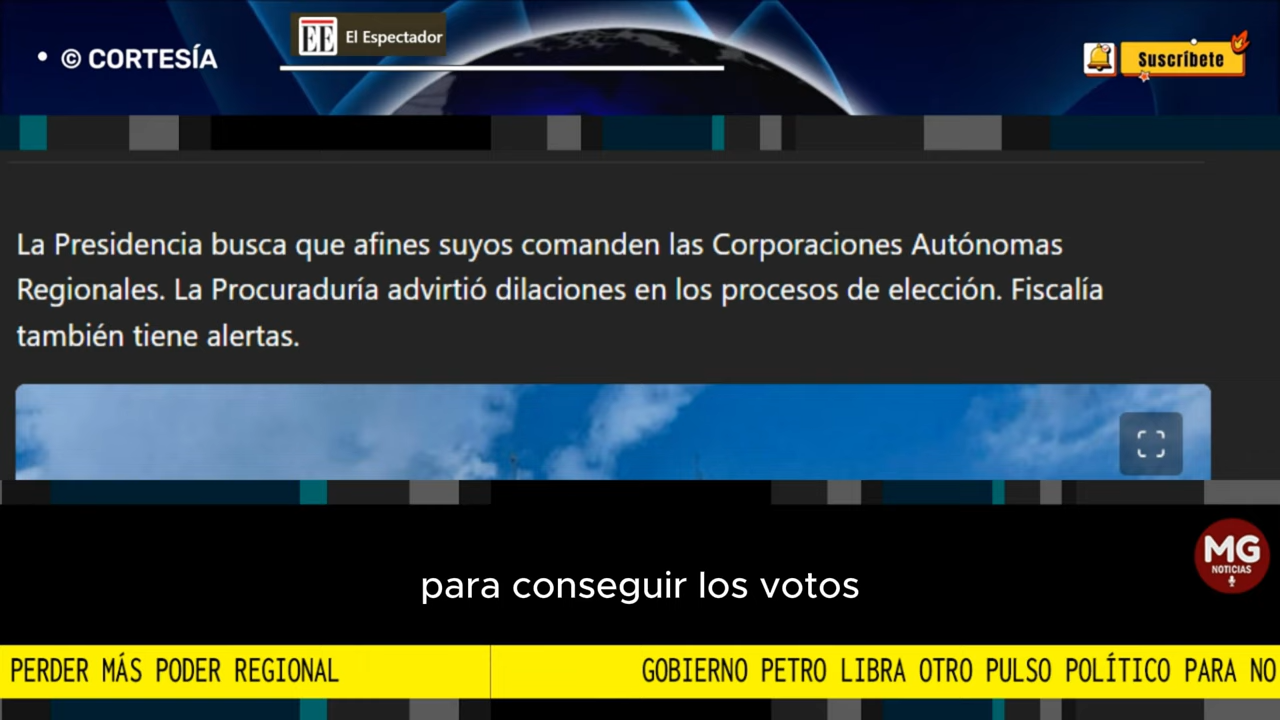 • © CORTESÍA
EE El Espectador
Suscríbete
La Presidencia busca que afines suyos comanden las Corporaciones Autónomas
Regionales. La Procuraduría advirtió dilaciones en los procesos de elección. Fiscalía
también tiene alertas.
MG
NOTICIAS
para conseguir los votos
PERDER MÁS PODER REGIONAL
GOBIERNO PETRO LIBRA OTRO PULSO POLÍTICO PARA NO